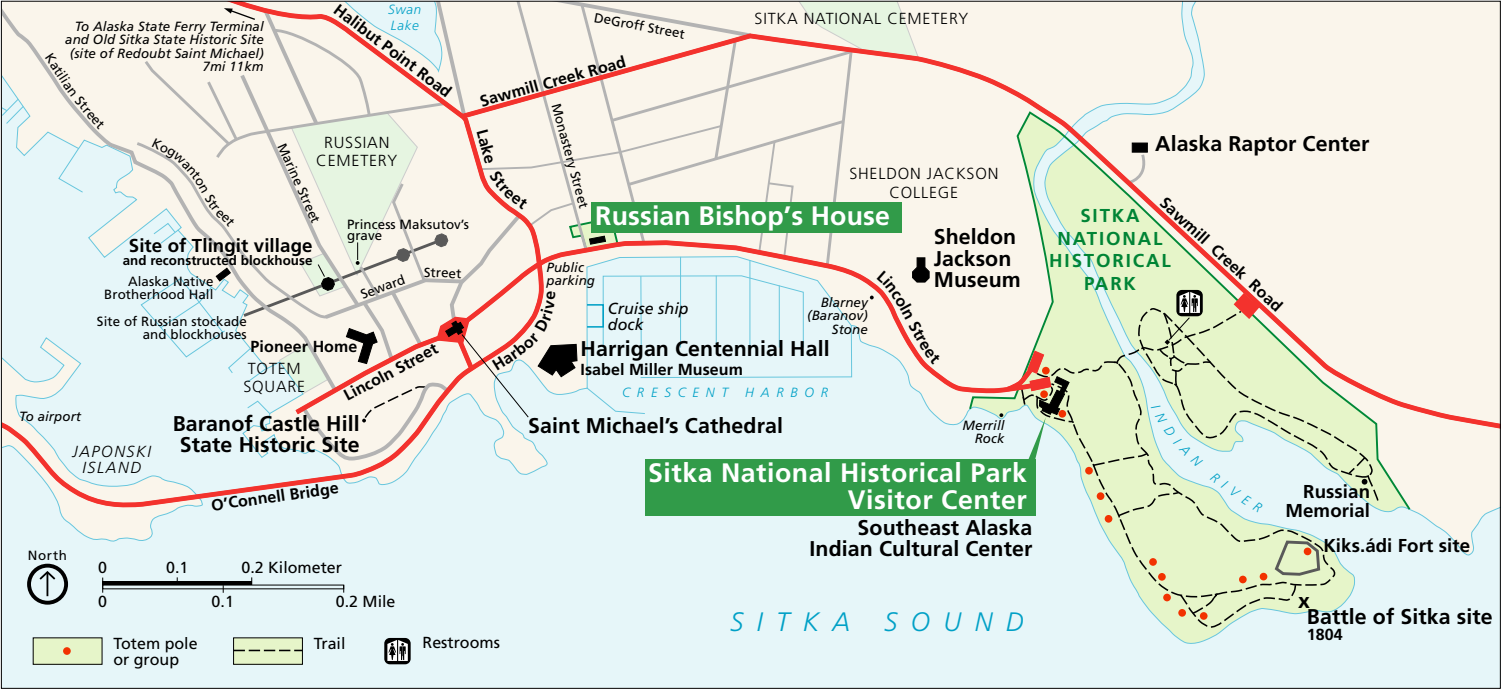 To Alaska State Ferry Terminal
and Old Sitka State Historic Site
(site of Redoubt Saint Michael)
7mi 11km
Swan
Lake
Halibut Point Road
DeGroff Street
SITKA NATIONAL CEMETERY
Katilian Street
Sawmill Creek Road
Kogwanton Street
RUSSIAN
CEMETERY
Marine Street
Lake
Street
Monastery Street
Alaska Raptor Center
SHELDON JACKSON
COLLEGE
Sawmill Creek Road
SITKA
NATIONAL
HISTORICAL
PARK
Russian Bishop's House
Princess Maksutov's
grave
Site of Tlingit village
and reconstructed blockhouse
Alaska Native
Brotherhood Hall
Seward
Street
Public
parking
Sheldon
Jackson
Museum
Site of Russian stockade
and blockhouses
Cruise ship
dock
Blarney
(Baranov)
Stone
Lincoln Street
Pioneer Home
Harbor Drive
Harrigan Centennial Hall
Isabel Miller Museum
TOTEM
SQUARE
Lincoln Street
CRESCENT HARBOR
To airport
Baranof Castle Hill
State Historic Site
Saint Michael's Cathedral
Merrill
Rock
INDIAN RIVER
JAPONSKI
ISLAND
O'Connell Bridge
Sitka National Historical Park
Visitor Center
Southeast Alaska
Indian Cultural Center
Russian
Memorial
Kiks.ádi Fort site
North
0 0.1 0.2 Kilometer
0 0.1 0.2 Mile
SITKA SOUND
x
Battle of Sitka site
1804
Totem pole
or group
Trail
Restrooms